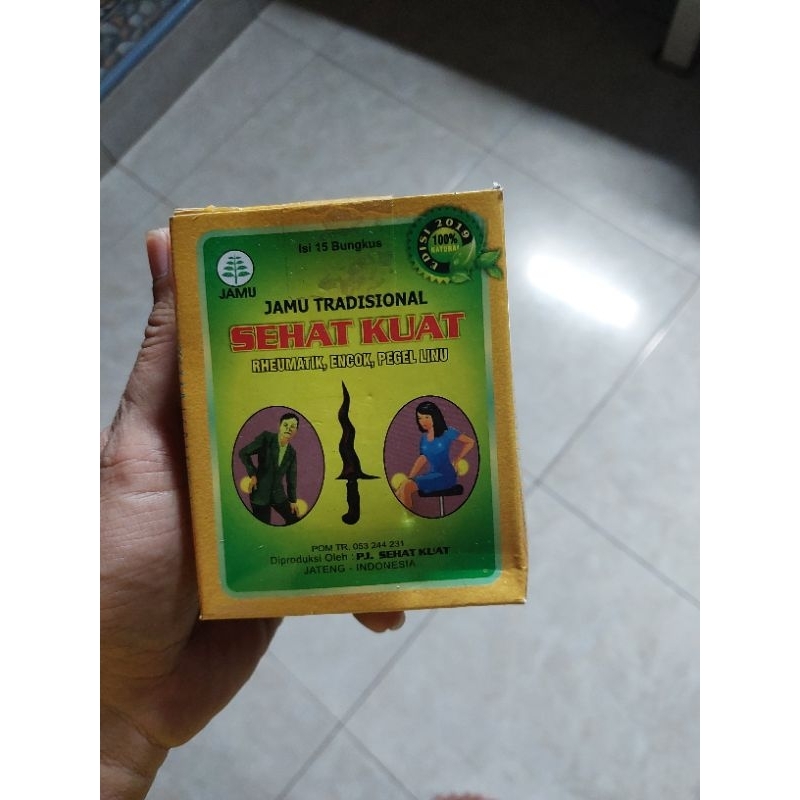 Isi 15 Bungkus
EDISI 2019
100%
NATURAL
JAMU
JAMU TRADISIONAL
SEHAT KUAT
RHEUMATIK, ENCOK, PEGEL LINU
POM TR. 053 244 231
Diproduksi Oleh : P.J. SEHAT KUAT
JATENG - INDONESIA